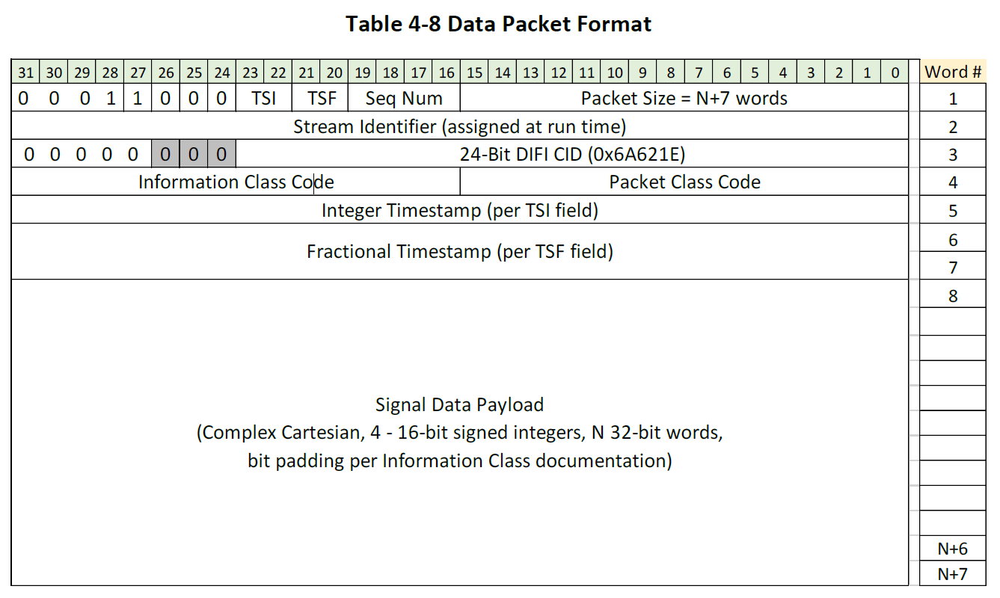 Table 4-8 Data Packet Format
31 30 29 28 27 26 25 24 23 22 21 20 19 18 17 16 15 14 13 12 11 10 9 8 7 6 5 4 3 2 1 0 Word #
0 0 0 1 1 0 0 0 TSI TSF Seq Num Packet Size = N+7 words 1
Stream Identifier (assigned at run time) 2
0 0 0 0 0 0 0 0 24-Bit DIFI CID (0x6A621E) 3
Information Class Code Packet Class Code 4
Integer Timestamp (per TSI field) 5
Fractional Timestamp (per TSF field) 6
7
8
Signal Data Payload
(Complex Cartesian, 4 - 16-bit signed integers, N 32-bit words,
bit padding per Information Class documentation)
N+6
N+7